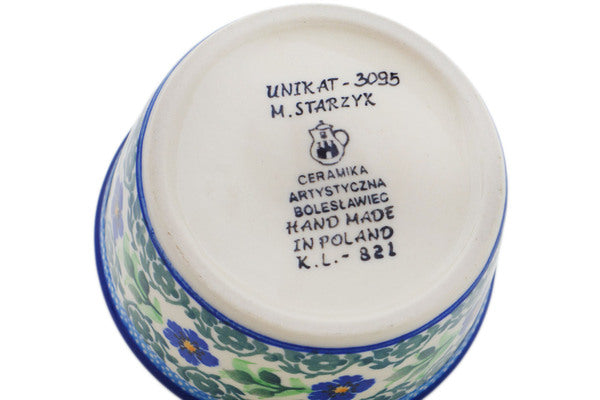 UNIKAT - 3095
M. STARZYK
CERAMIKA
ARTYSTYCZNA
BOLESŁAWIEC
HAND MADE
IN POLAND
K.L. - 821